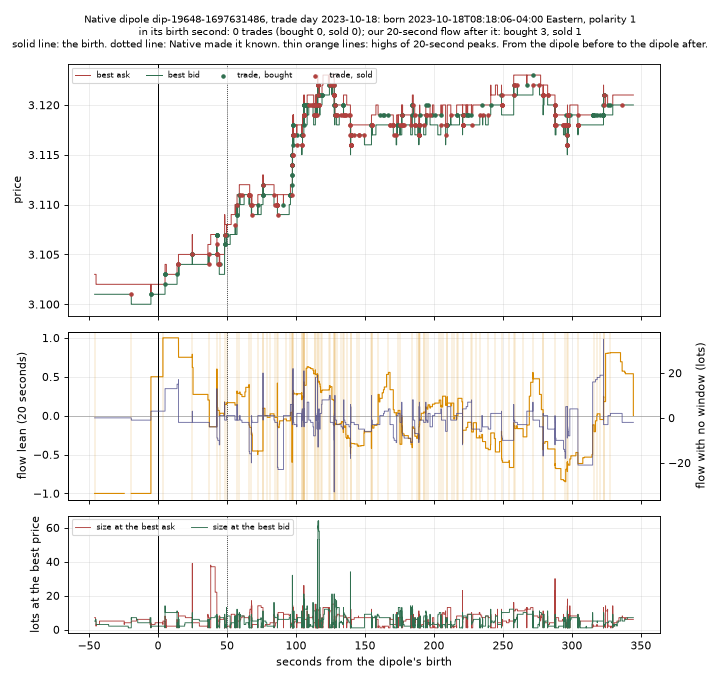 Native dipole dip-19648-1697631486, trade day 2023-10-18: born 2023-10-18T08:18:06-04:00 Eastern, polarity 1
in its birth second: 0 trades (bought 0, sold 0); our 20-second flow after it: bought 3, sold 1
solid line: the birth. dotted line: Native made it known. thin orange lines: highs of 20-second peaks. From the dipole before to the dipole after.
best ask best bid trade, bought trade, sold
3.120
3.115
3.110
3.105
3.100
price
1.0
0.5
0.0
−0.5
−1.0
flow lean (20 seconds)
20
0
−20
flow with no window (lots)
size at the best ask size at the best bid
60
40
20
0
lots at the best price
−50 0 50 100 150 200 250 300 350
seconds from the dipole's birth